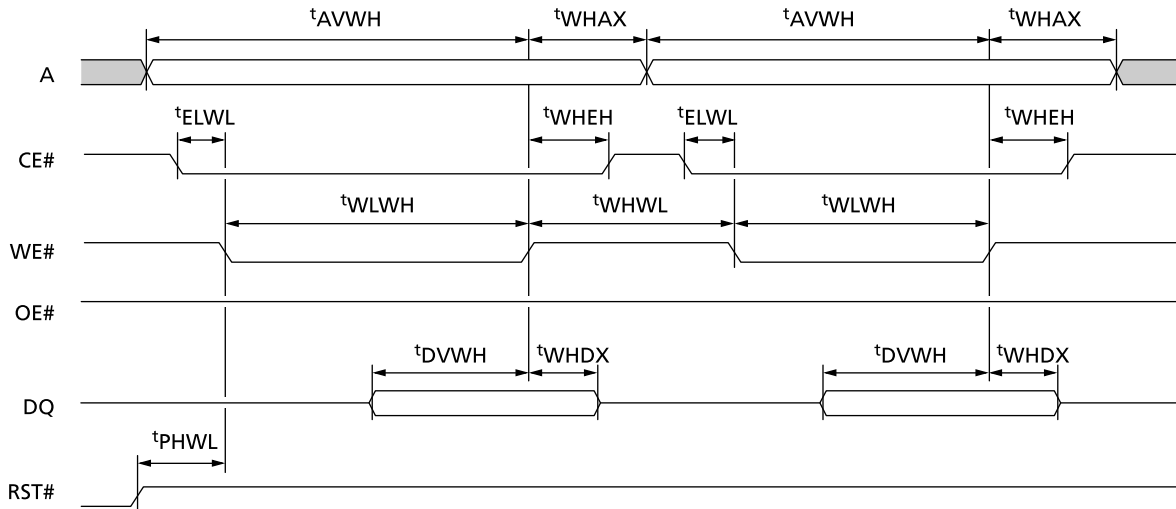 tAVWH tWHAX tAVWH tWHAX
A
tELWL tWHEH tELWL tWHEH
CE#
tWLWH tWHWL tWLWH
WE#
OE#
tDVWH tWHDX tDVWH tWHDX
DQ
tPHWL
RST#